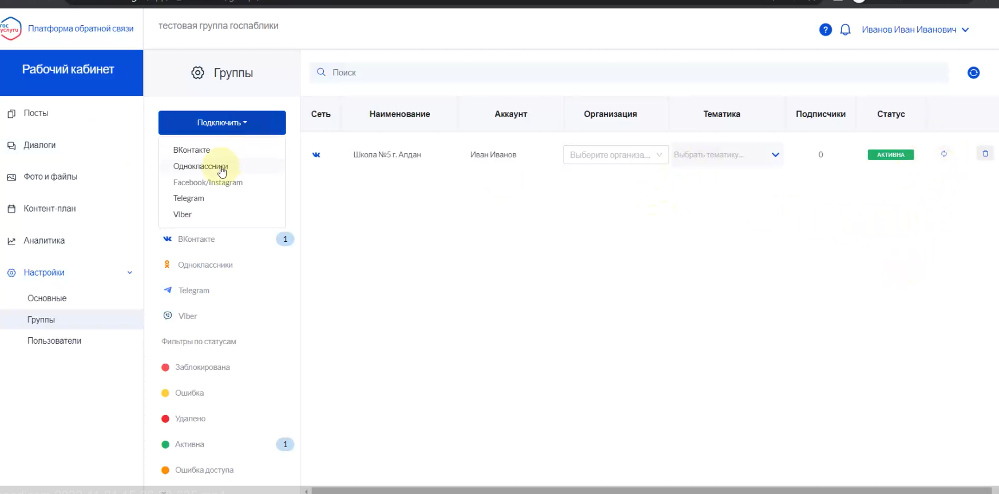 гос
услуги
Платформа обратной связи
тестовая группа госпаблики
?
Иванов Иван Иванович
Рабочий кабинет
Группы
Поиск
Посты
Диалоги
Фото и файлы
Контент-план
Аналитика
Настройки
Основные
Группы
Пользователи
Подключить
ВКонтакте
Одноклассники
Facebook/Instagram
Telegram
Viber
ВКонтакте 1
Одноклассники
Telegram
Viber
Фильтры по статусам
Заблокирована
Ошибка
Удалено
Активна 1
Ошибка доступа
Сеть Наименование Аккаунт Организация Тематика Подписчики Статус
Школа №5 г. Алдан Иван Иванов Выберите организа... Выбрать тематику... 0 АКТИВНА